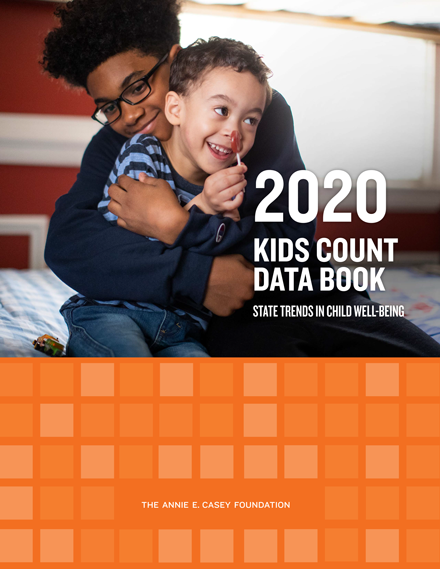 2020
KIDS COUNT
DATA BOOK
STATE TRENDS IN CHILD WELL-BEING
THE ANNIE E. CASEY FOUNDATION